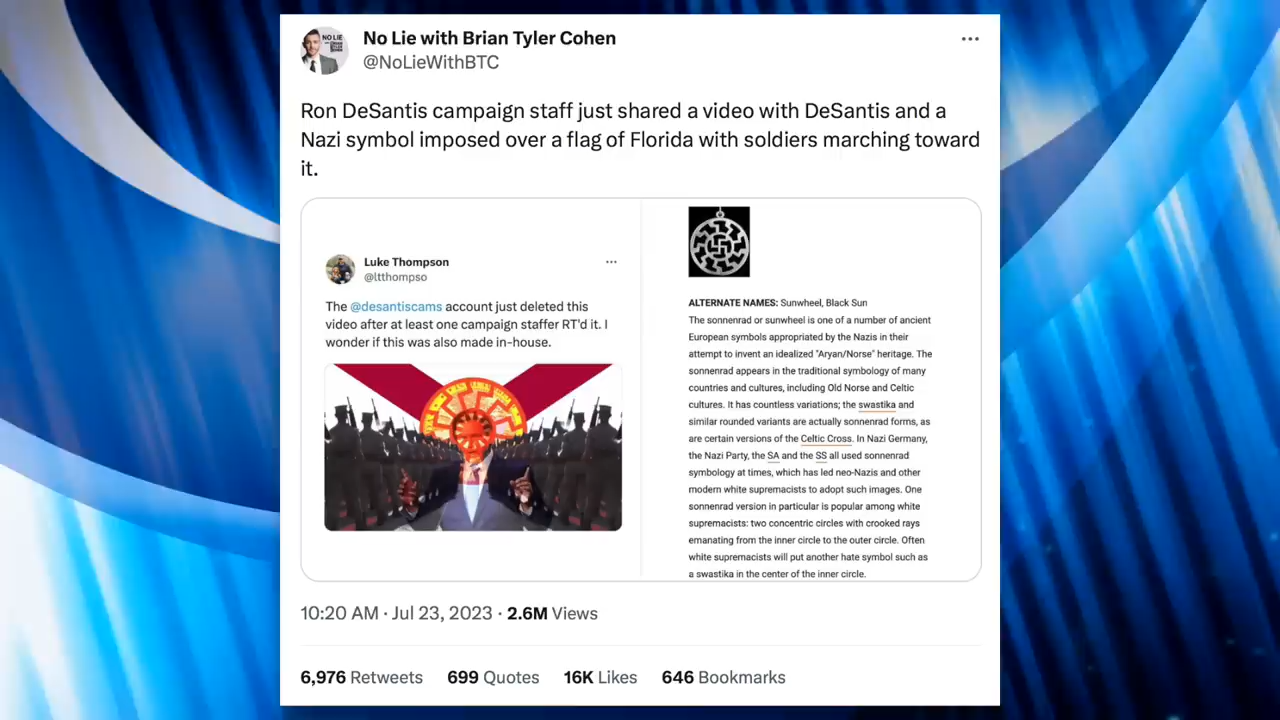 No Lie with Brian Tyler Cohen
@NoLieWithBTC
Ron DeSantis campaign staff just shared a video with DeSantis and a
Nazi symbol imposed over a flag of Florida with soldiers marching toward
it.
Luke Thompson
@ltthompso
The @desantiscams account just deleted this
video after at least one campaign staffer RT'd it. I
wonder if this was also made in-house.
ALTERNATE NAMES: Sunwheel, Black Sun
The sonnenrad or sunwheel is one of a number of ancient
European symbols appropriated by the Nazis in their
attempt to invent an idealized "Aryan/Norse" heritage. The
sonnenrad appears in the traditional symbology of many
countries and cultures, including Old Norse and Celtic
cultures. It has countless variations; the swastika and
similar rounded variants are actually sonnenrad forms, as
are certain versions of the Celtic Cross. In Nazi Germany,
the Nazi Party, the SA and the SS all used sonnenrad
symbology at times, which has led neo-Nazis and other
modern white supremacists to adopt such images. One
sonnenrad version in particular is popular among white
supremacists: two concentric circles with crooked rays
emanating from the inner circle to the outer circle. Often
white supremacists will put another hate symbol such as
a swastika in the center of the inner circle.
10:20 AM · Jul 23, 2023 · 2.6M Views
6,976 Retweets 699 Quotes 16K Likes 646 Bookmarks